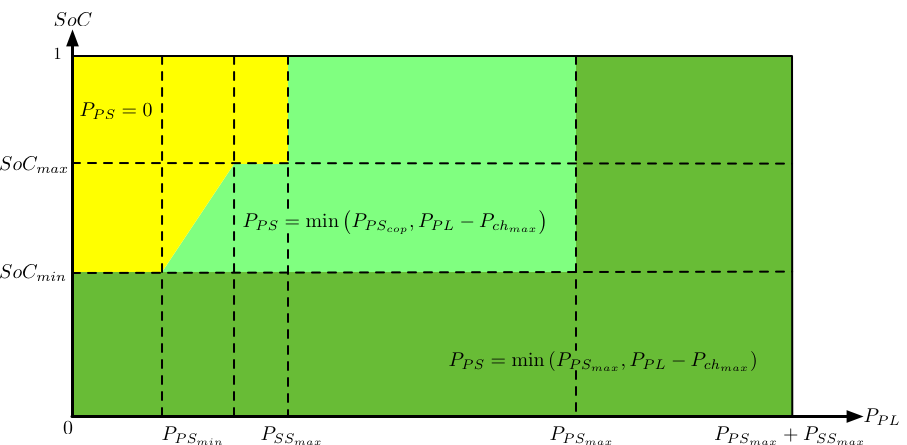 SoC
1
P_{PS} = 0
SoC_{max}
P_{PS} = min (P_{PS_{cop}}, P_{PL} − P_{ch_{max}})
SoC_{min}
P_{PS} = min (P_{PS_{max}}, P_{PL} − P_{ch_{max}})
0
P_{PS_{min}} P_{SS_{max}} P_{PS_{max}} P_{PS_{max}} + P_{SS_{max}} P_{PL}